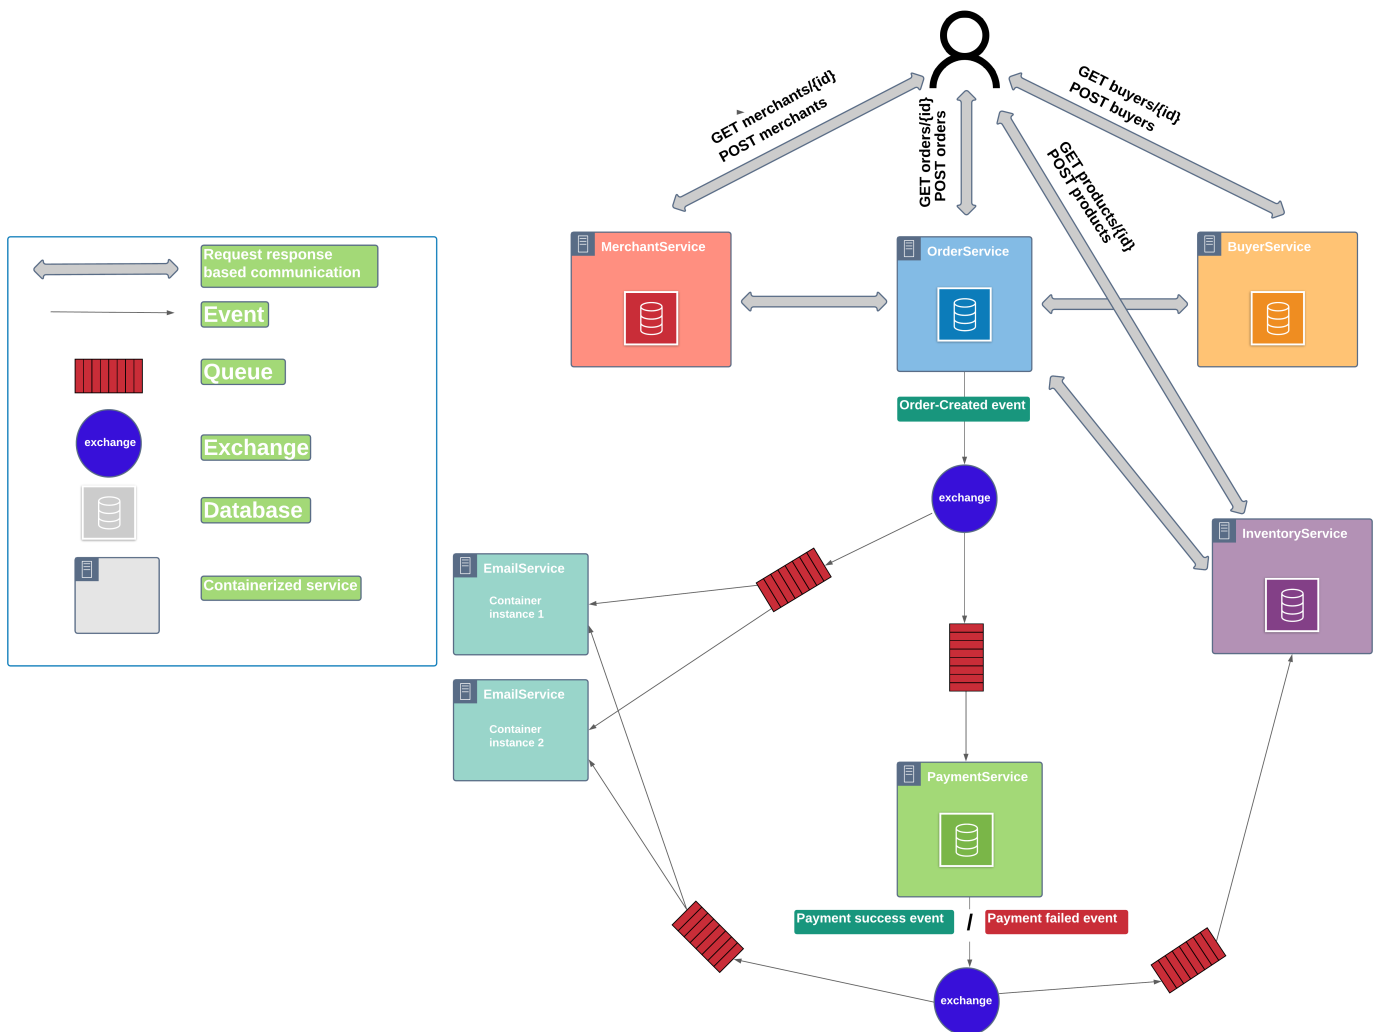 GET merchants/{id}
POST merchants
GET orders/{id}
POST orders
GET buyers/{id}
POST buyers
GET products/{id}
POST products
MerchantService
OrderService
BuyerService
Request response
based communication
Event
Queue
exchange
Exchange
Database
Containerized service
Order-Created event
exchange
InventoryService
EmailService
Container
instance 1
EmailService
Container
instance 2
PaymentService
Payment success event
/
Payment failed event
exchange